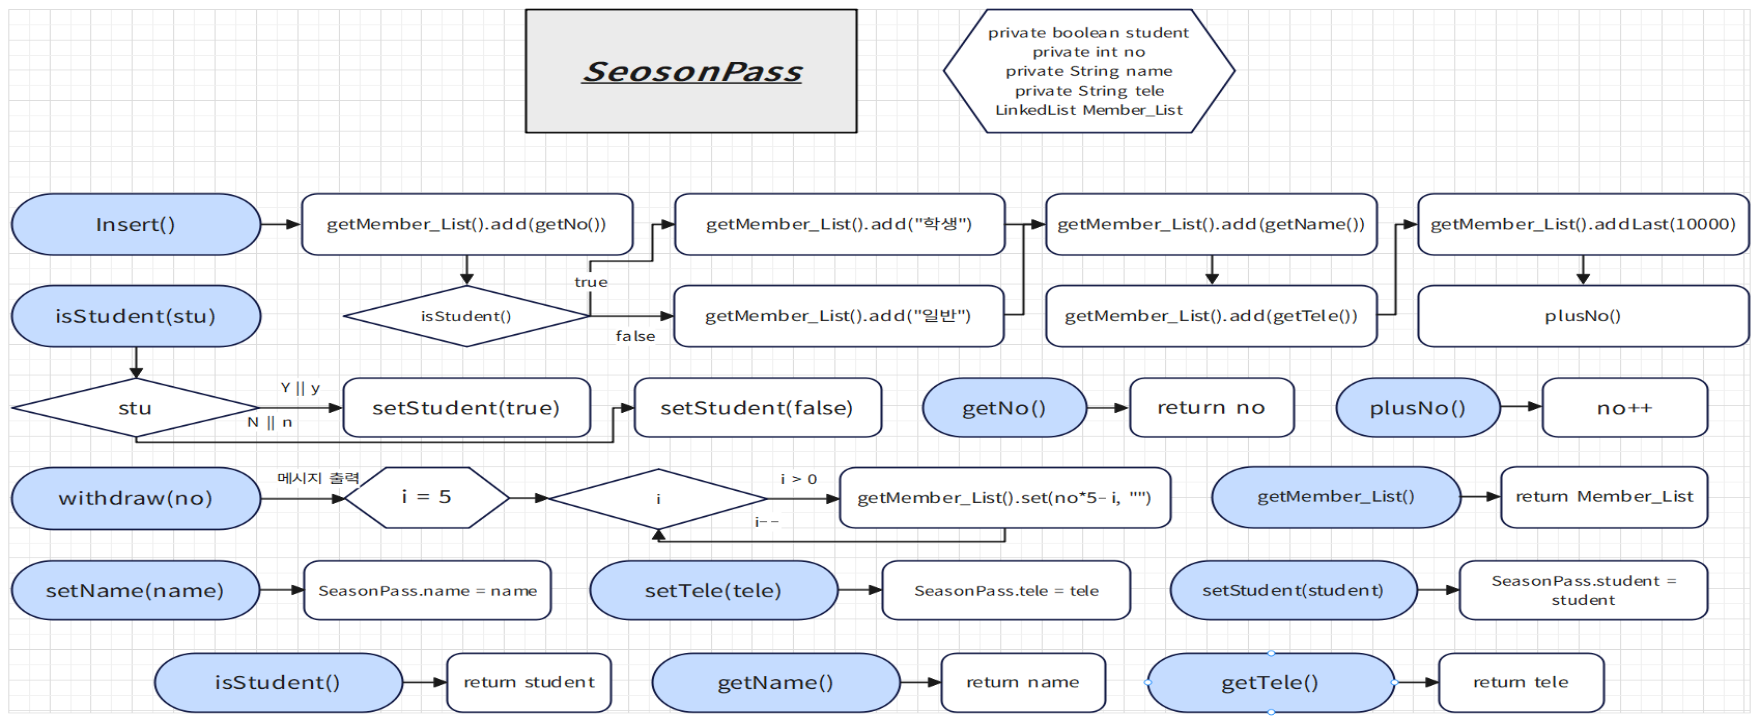 SeosonPass
private boolean student
private int no
private String name
private String tele
LinkedList Member_List
Insert()
getMember_List().add(getNo())
getMember_List().add("학생")
getMember_List().add(getName())
getMember_List().addLast(10000)
true
isStudent(stu)
isStudent()
false
getMember_List().add("일반")
getMember_List().add(getTele())
plusNo()
stu
Y || y
N || n
setStudent(true)
setStudent(false)
getNo()
return no
plusNo()
no++
withdraw(no)
메시지 출력
i = 5
i
i > 0
i--
getMember_List().set(no*5-i, "")
getMember_List()
return Member_List
setName(name)
SeasonPass.name = name
setTele(tele)
SeasonPass.tele = tele
setStudent(student)
SeasonPass.student =
student
isStudent()
return student
getName()
return name
getTele()
return tele